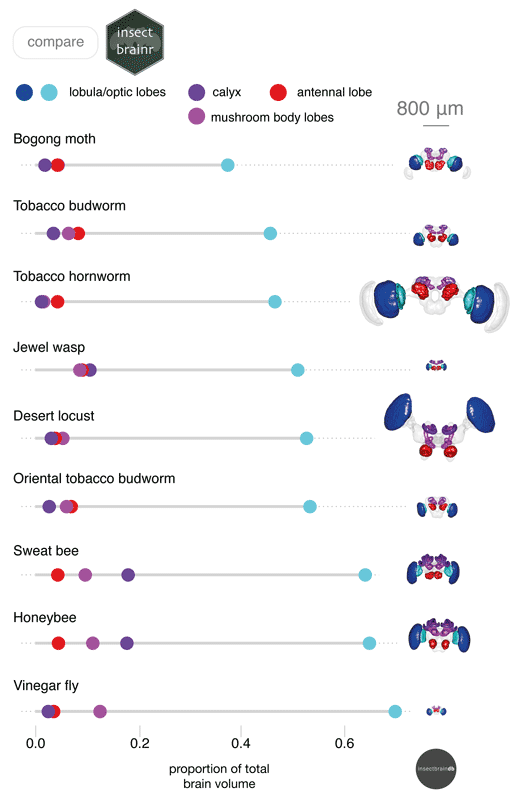 compare
insect
brainr
lobula/optic lobes
calyx
antennal lobe
mushroom body lobes
800 µm
Bogong moth
Tobacco budworm
Tobacco hornworm
Jewel wasp
Desert locust
Oriental tobacco budworm
Sweat bee
Honeybee
Vinegar fly
0.0 0.2 0.4 0.6
proportion of total
brain volume
insectbraindb